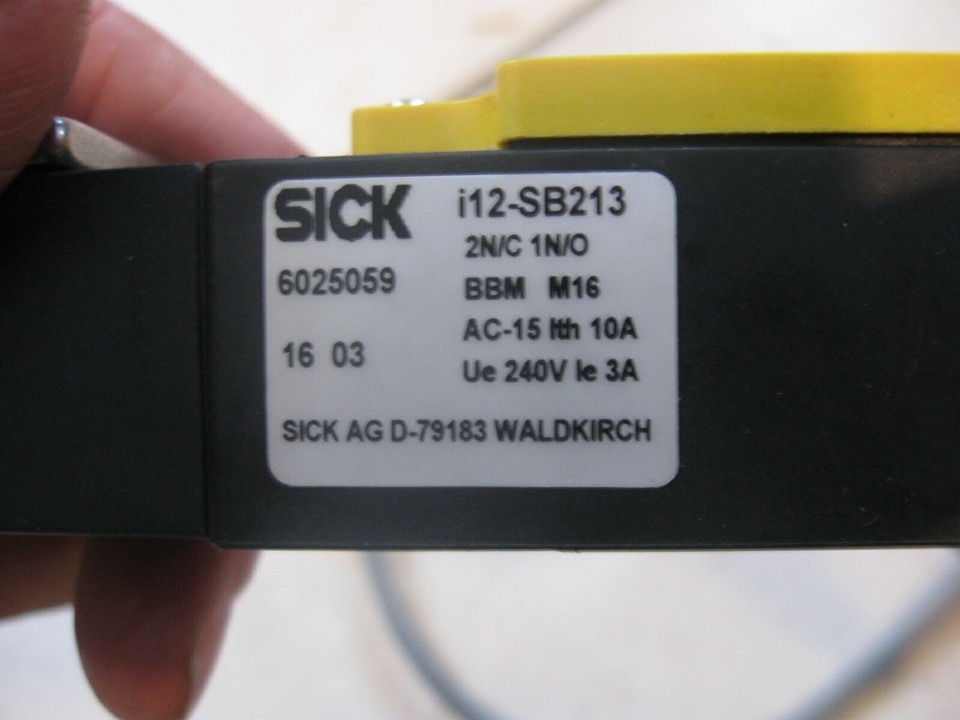 SICK i12-SB213
2N/C 1N/O
6025059 BBM M16
AC-15 Ith 10A
16 03 Ue 240V Ie 3A
SICK AG D-79183 WALDKIRCH